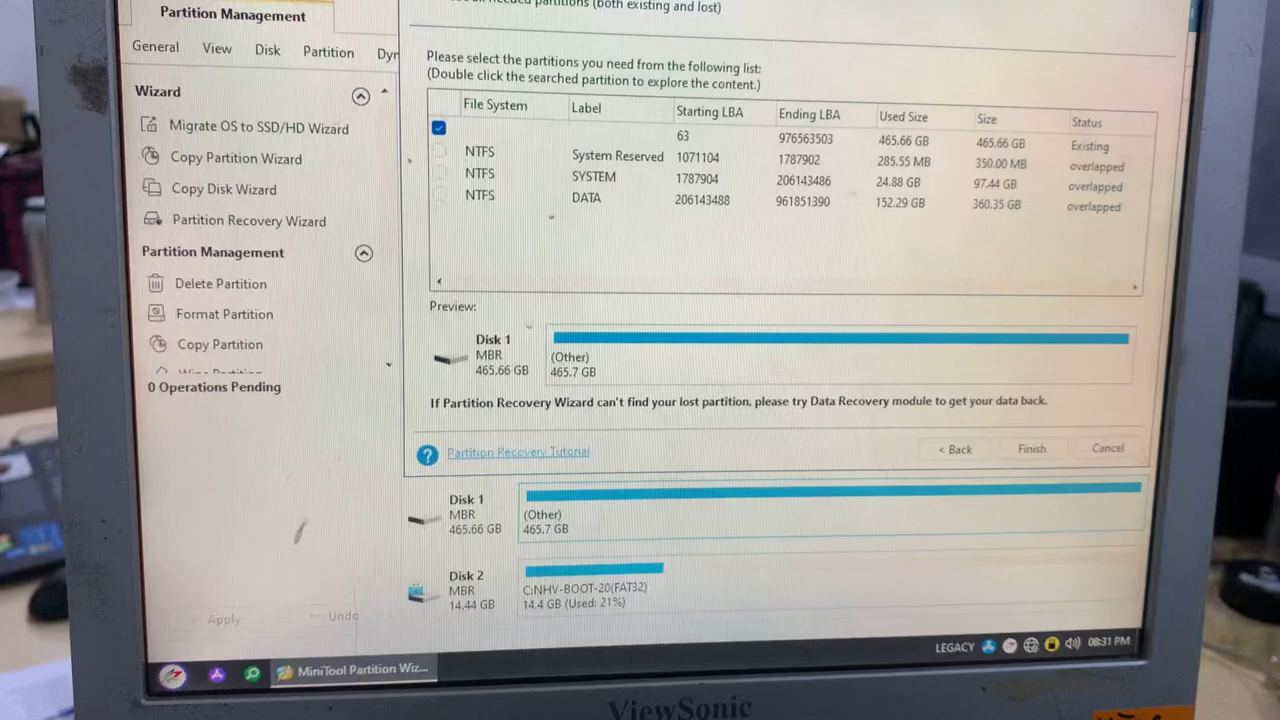 Partition Management
General View Disk Partition
Wizard
Migrate OS to SSD/HD Wizard
Copy Partition Wizard
Copy Disk Wizard
Partition Recovery Wizard
Partition Management
Delete Partition
Format Partition
Copy Partition
0 Operations Pending
Apply Undo
needed partitions (both existing and lost)
Please select the partitions you need from the following list:
(Double click the searched partition to explore the content.)
File System Label Starting LBA Ending LBA Used Size Size Status
63 976563503 465.66 GB 465.66 GB Existing
NTFS System Reserved 1071104 1787902 285.55 MB 350.00 MB overlapped
NTFS SYSTEM 1787904 206143486 24.88 GB 97.44 GB overlapped
NTFS DATA 206143488 961851390 152.29 GB 360.35 GB overlapped
Preview:
Disk 1
MBR
465.66 GB
(Other)
465.7 GB
If Partition Recovery Wizard can't find your lost partition, please try Data Recovery module to get your data back.
? Partition Recovery Tutorial
< Back Finish Cancel
Disk 1
MBR
465.66 GB
(Other)
465.7 GB
Disk 2
MBR
14.44 GB
C:NHV-BOOT-20(FAT32)
14.4 GB (Used: 21%)
MiniTool Partition Wiz...
LEGACY 08:31 PM
ViewSonic